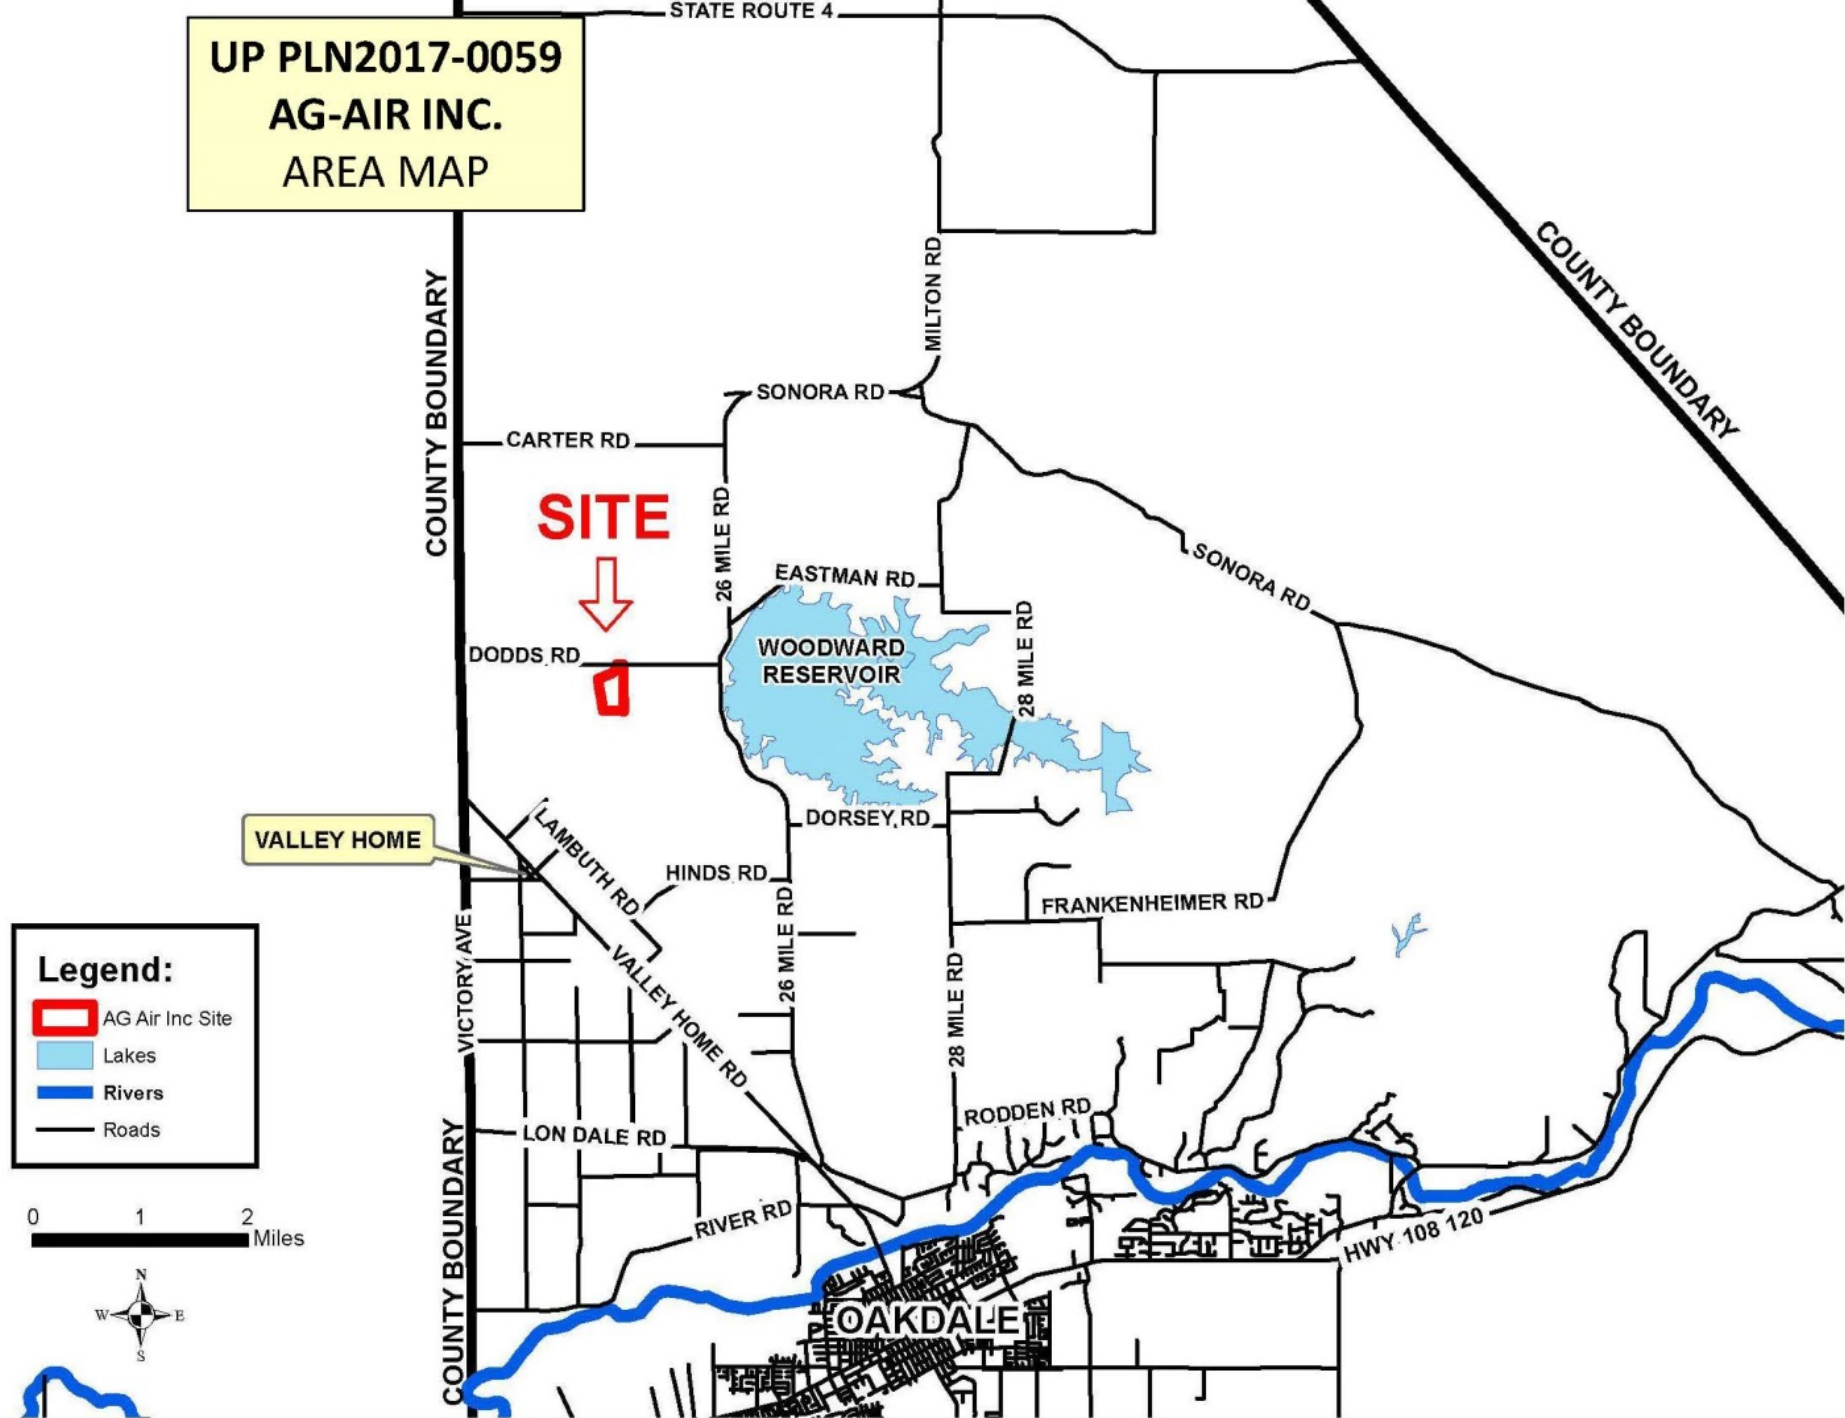 STATE ROUTE 4
UP PLN2017-0059
AG-AIR INC.
AREA MAP
COUNTY BOUNDARY
MILTON RD
COUNTY BOUNDARY
SONORA RD
CARTER RD
SITE
26 MILE RD
EASTMAN RD
SONORA RD
28 MILE RD
WOODWARD
RESERVOIR
DODDS RD
VALLEY HOME
LAMBUTH RD
DORSEY RD
HINDS RD
FRANKENHEIMER RD
VICTORY AVE
26 MILE RD
28 MILE RD
VALLEY HOME RD
Legend:
AG Air Inc Site
Lakes
Rivers
Roads
RODDEN RD
LON DALE RD
COUNTY BOUNDARY
RIVER RD
HWY 108 120
0 1 2
Miles
N
W E
S
OAKDALE